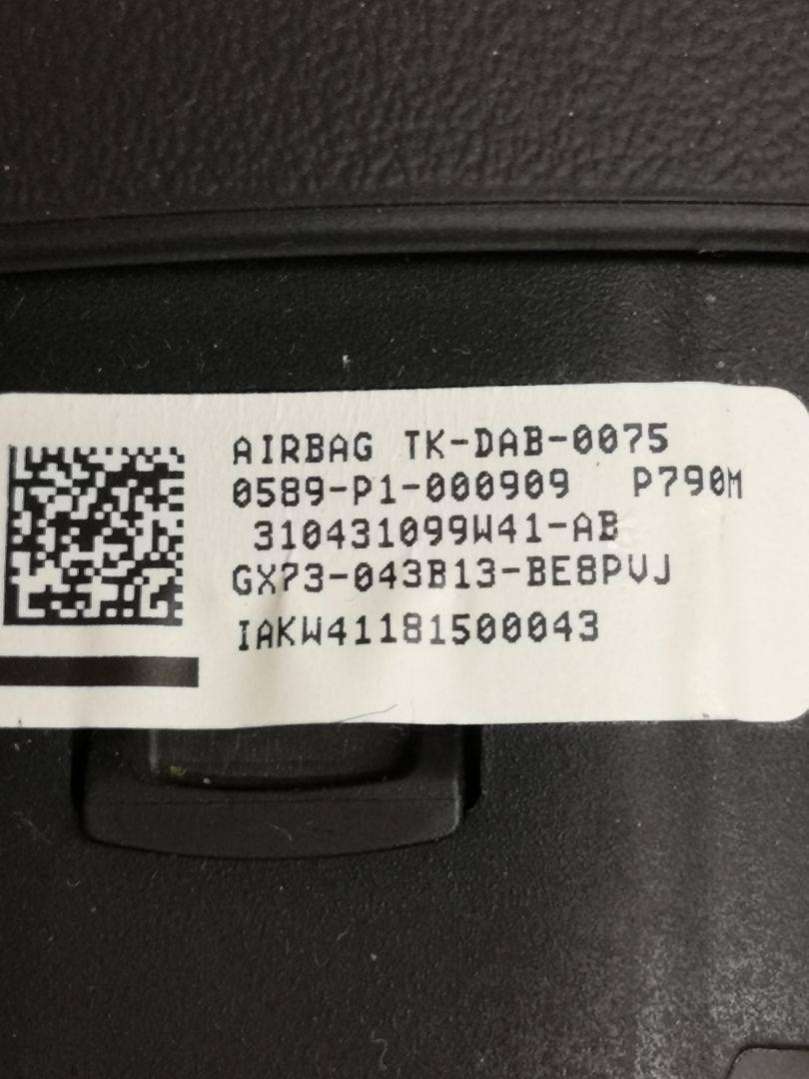 AIRBAG TK-DAB-0075
0589-P1-000909 P790M
310431099W41-AB
GX73-043B13-BE8PVJ
IAKW41181500043